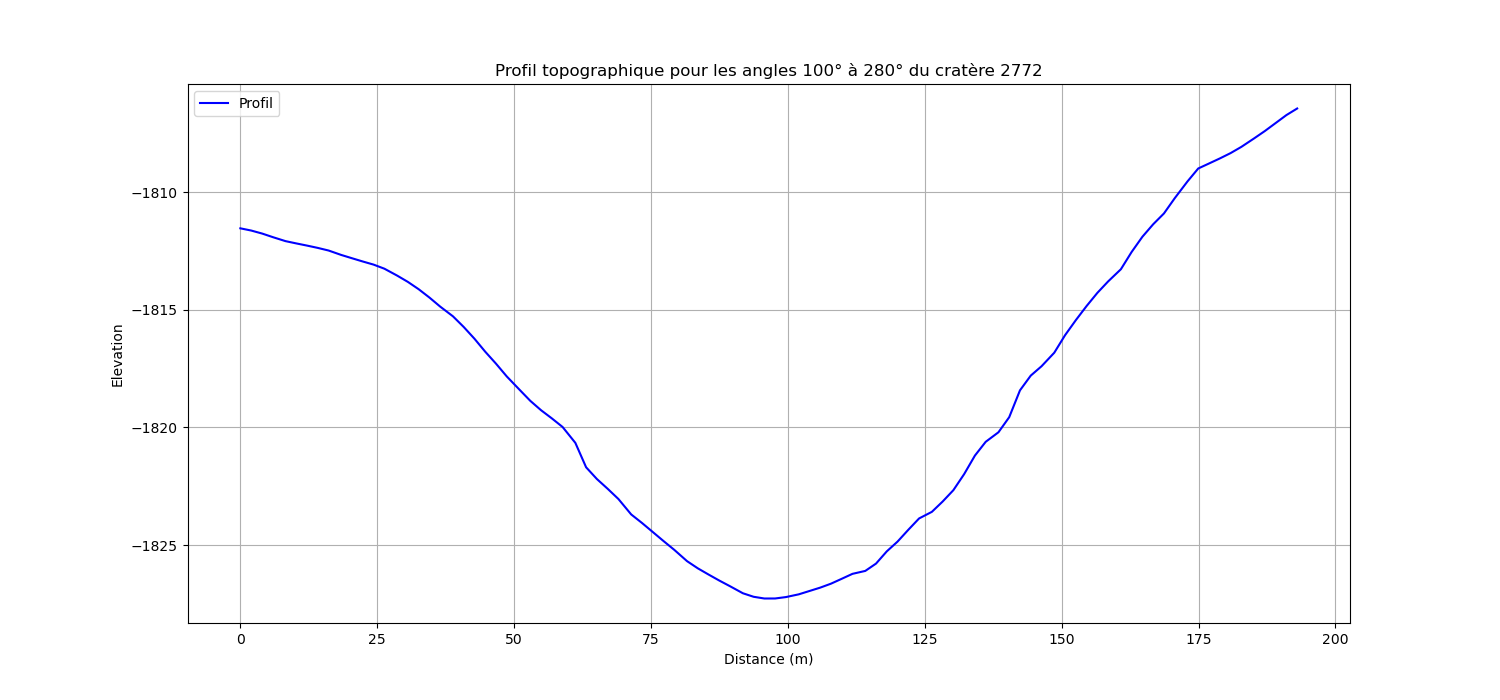 Profil topographique pour les angles 100° à 280° du cratère 2772
Profil
−1810
−1815
−1820
−1825
Elevation
0 25 50 75 100 125 150 175 200
Distance (m)